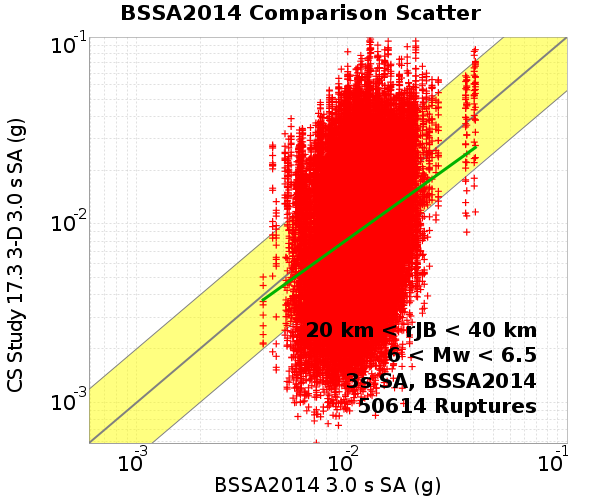 BSSA2014 Comparison Scatter
CS Study 17.3 3-D 3.0 s SA (g)
10-1
10-2
10-3
20 km < rJB < 40 km
6 < Mw < 6.5
3s SA, BSSA2014
50614 Ruptures
10-3 10-2 10-1
BSSA2014 3.0 s SA (g)